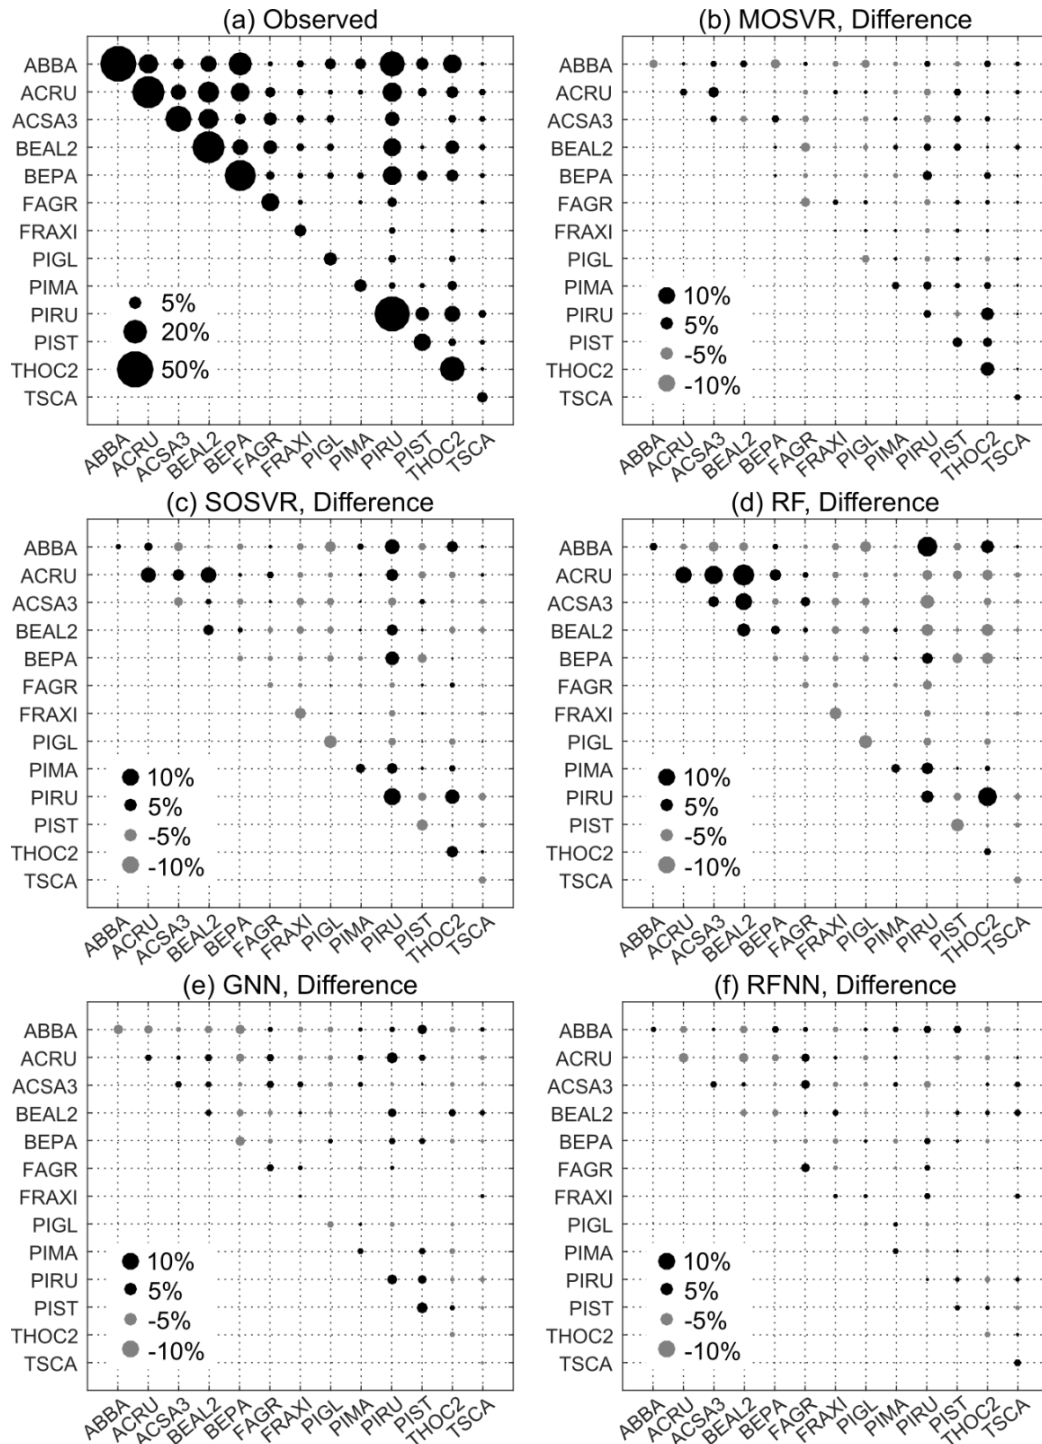 (a) Observed
ABBA
ACRU
ACSA3
BEAL2
BEPA
FAGR
FRAXI
PIGL
PIMA
PIRU
PIST
THOC2
TSCA
5%
20%
50%
ABBA
ACRU
ACSA3
BEAL2
BEPA
FAGR
FRAXI
PIGL
PIMA
PIRU
PIST
THOC2
TSCA
(b) MOSVR, Difference
ABBA
ACRU
ACSA3
BEAL2
BEPA
FAGR
FRAXI
PIGL
PIMA
PIRU
PIST
THOC2
TSCA
10%
5%
-5%
-10%
ABBA
ACRU
ACSA3
BEAL2
BEPA
FAGR
FRAXI
PIGL
PIMA
PIRU
PIST
THOC2
TSCA
(c) SOSVR, Difference
ABBA
ACRU
ACSA3
BEAL2
BEPA
FAGR
FRAXI
PIGL
PIMA
PIRU
PIST
THOC2
TSCA
10%
5%
-5%
-10%
ABBA
ACRU
ACSA3
BEAL2
BEPA
FAGR
FRAXI
PIGL
PIMA
PIRU
PIST
THOC2
TSCA
(d) RF, Difference
ABBA
ACRU
ACSA3
BEAL2
BEPA
FAGR
FRAXI
PIGL
PIMA
PIRU
PIST
THOC2
TSCA
10%
5%
-5%
-10%
ABBA
ACRU
ACSA3
BEAL2
BEPA
FAGR
FRAXI
PIGL
PIMA
PIRU
PIST
THOC2
TSCA
(e) GNN, Difference
ABBA
ACRU
ACSA3
BEAL2
BEPA
FAGR
FRAXI
PIGL
PIMA
PIRU
PIST
THOC2
TSCA
10%
5%
-5%
-10%
ABBA
ACRU
ACSA3
BEAL2
BEPA
FAGR
FRAXI
PIGL
PIMA
PIRU
PIST
THOC2
TSCA
(f) RFNN, Difference
ABBA
ACRU
ACSA3
BEAL2
BEPA
FAGR
FRAXI
PIGL
PIMA
PIRU
PIST
THOC2
TSCA
10%
5%
-5%
-10%
ABBA
ACRU
ACSA3
BEAL2
BEPA
FAGR
FRAXI
PIGL
PIMA
PIRU
PIST
THOC2
TSCA